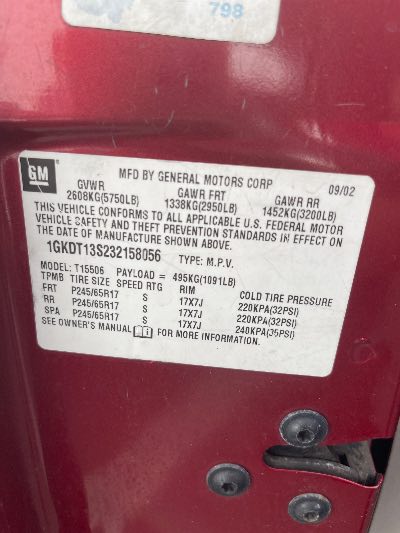 798
GM
MFD BY GENERAL MOTORS CORP 09/02
GVWR GAWR FRT GAWR RR
2608KG(5750LB) 1338KG(2950LB) 1452KG(3200LB)
THIS VEHICLE CONFORMS TO ALL APPLICABLE U.S. FEDERAL MOTOR
VEHICLE SAFETY AND THEFT PREVENTION STANDARDS IN EFFECT ON
THE DATE OF MANUFACTURE SHOWN ABOVE.
1GKDT13S232158056 TYPE: M.P.V.
MODEL: T15506 PAYLOAD = 495KG(1091LB)
TPMB TIRE SIZE SPEED RTG RIM COLD TIRE PRESSURE
FRT P245/65R17 S 17X7J 220KPA(32PSI)
RR P245/65R17 S 17X7J 220KPA(32PSI)
SPA P245/65R17 S 17X7J 240KPA(35PSI)
SEE OWNER'S MANUAL FOR MORE INFORMATION.